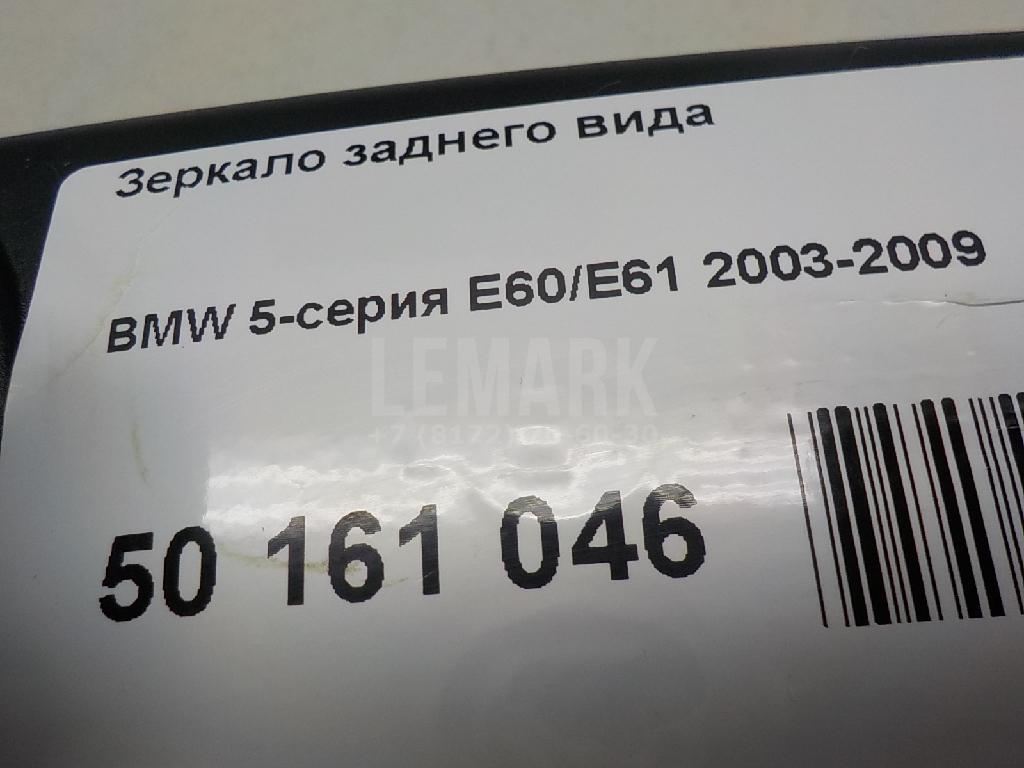 Зеркало заднего вида
BMW 5-серия E60/E61 2003-2009
LEMARK
50 161 046